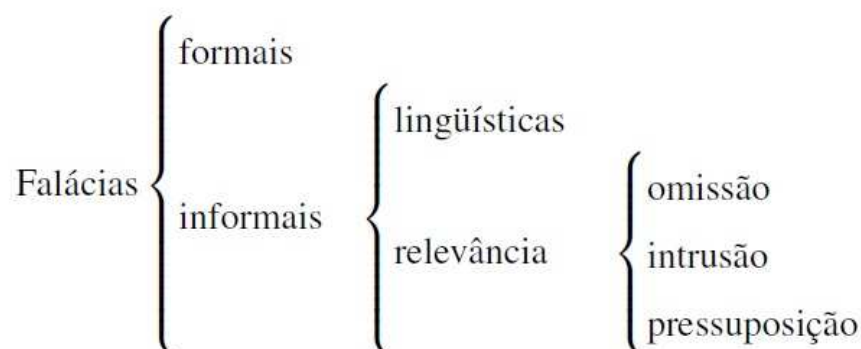 formais
lingüísticas
Falácias
omissão
informais
relevância
intrusão
pressuposição